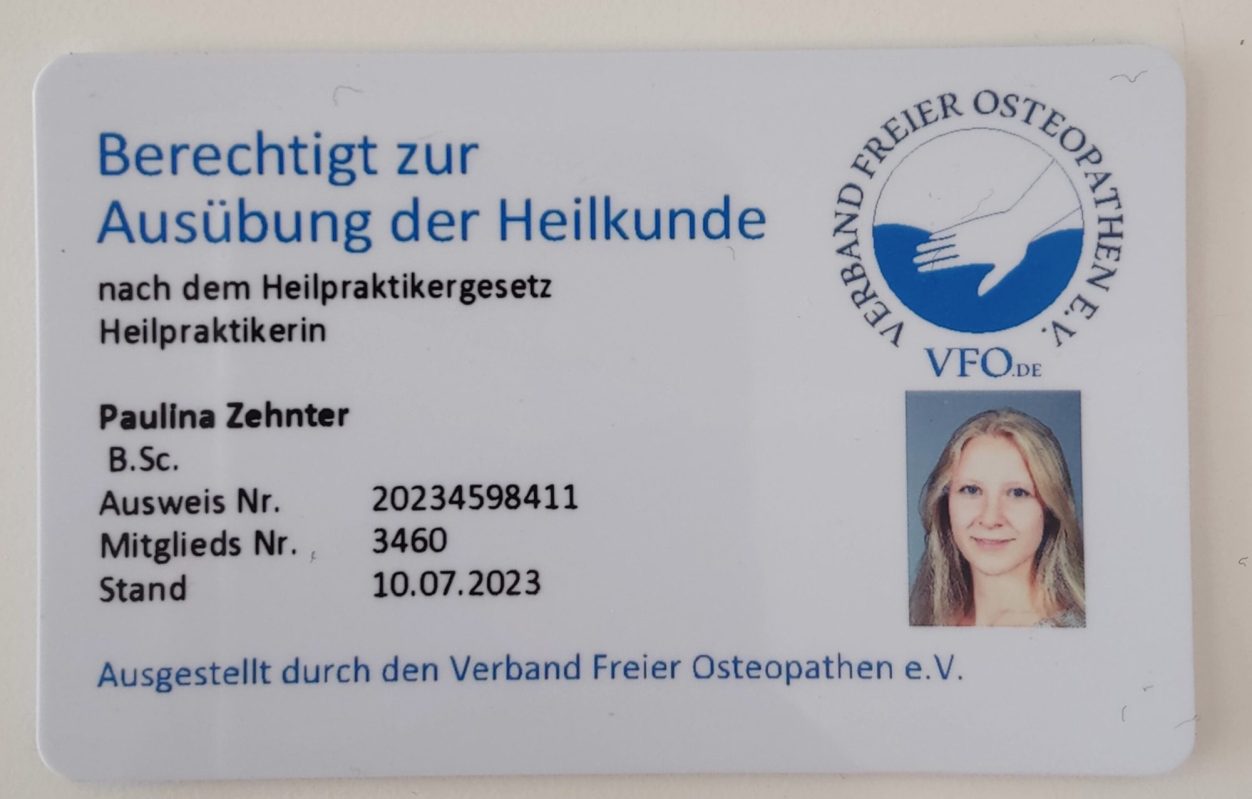 Berechtigt zur
Ausübung der Heilkunde
nach dem Heilpraktikergesetz
Heilpraktikerin
VERBAND FREIER OSTEOPATHEN E.V.
VFO.DE
Paulina Zehnter
B.Sc.
Ausweis Nr. 20234598411
Mitglieds Nr. 3460
Stand 10.07.2023
Ausgestellt durch den Verband Freier Osteopathen e.V.